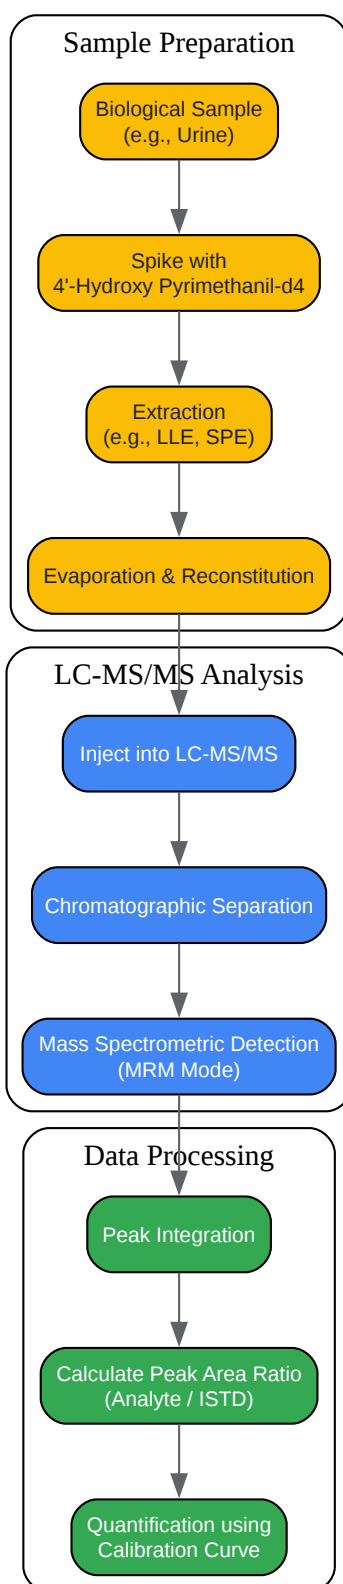 Sample Preparation
Biological Sample
(e.g., Urine)
Spike with
4'-Hydroxy Pyrimethanil-d4
Extraction
(e.g., LLE, SPE)
Evaporation & Reconstitution
LC-MS/MS Analysis
Inject into LC-MS/MS
Chromatographic Separation
Mass Spectrometric Detection
(MRM Mode)
Data Processing
Peak Integration
Calculate Peak Area Ratio
(Analyte / ISTD)
Quantification using
Calibration Curve